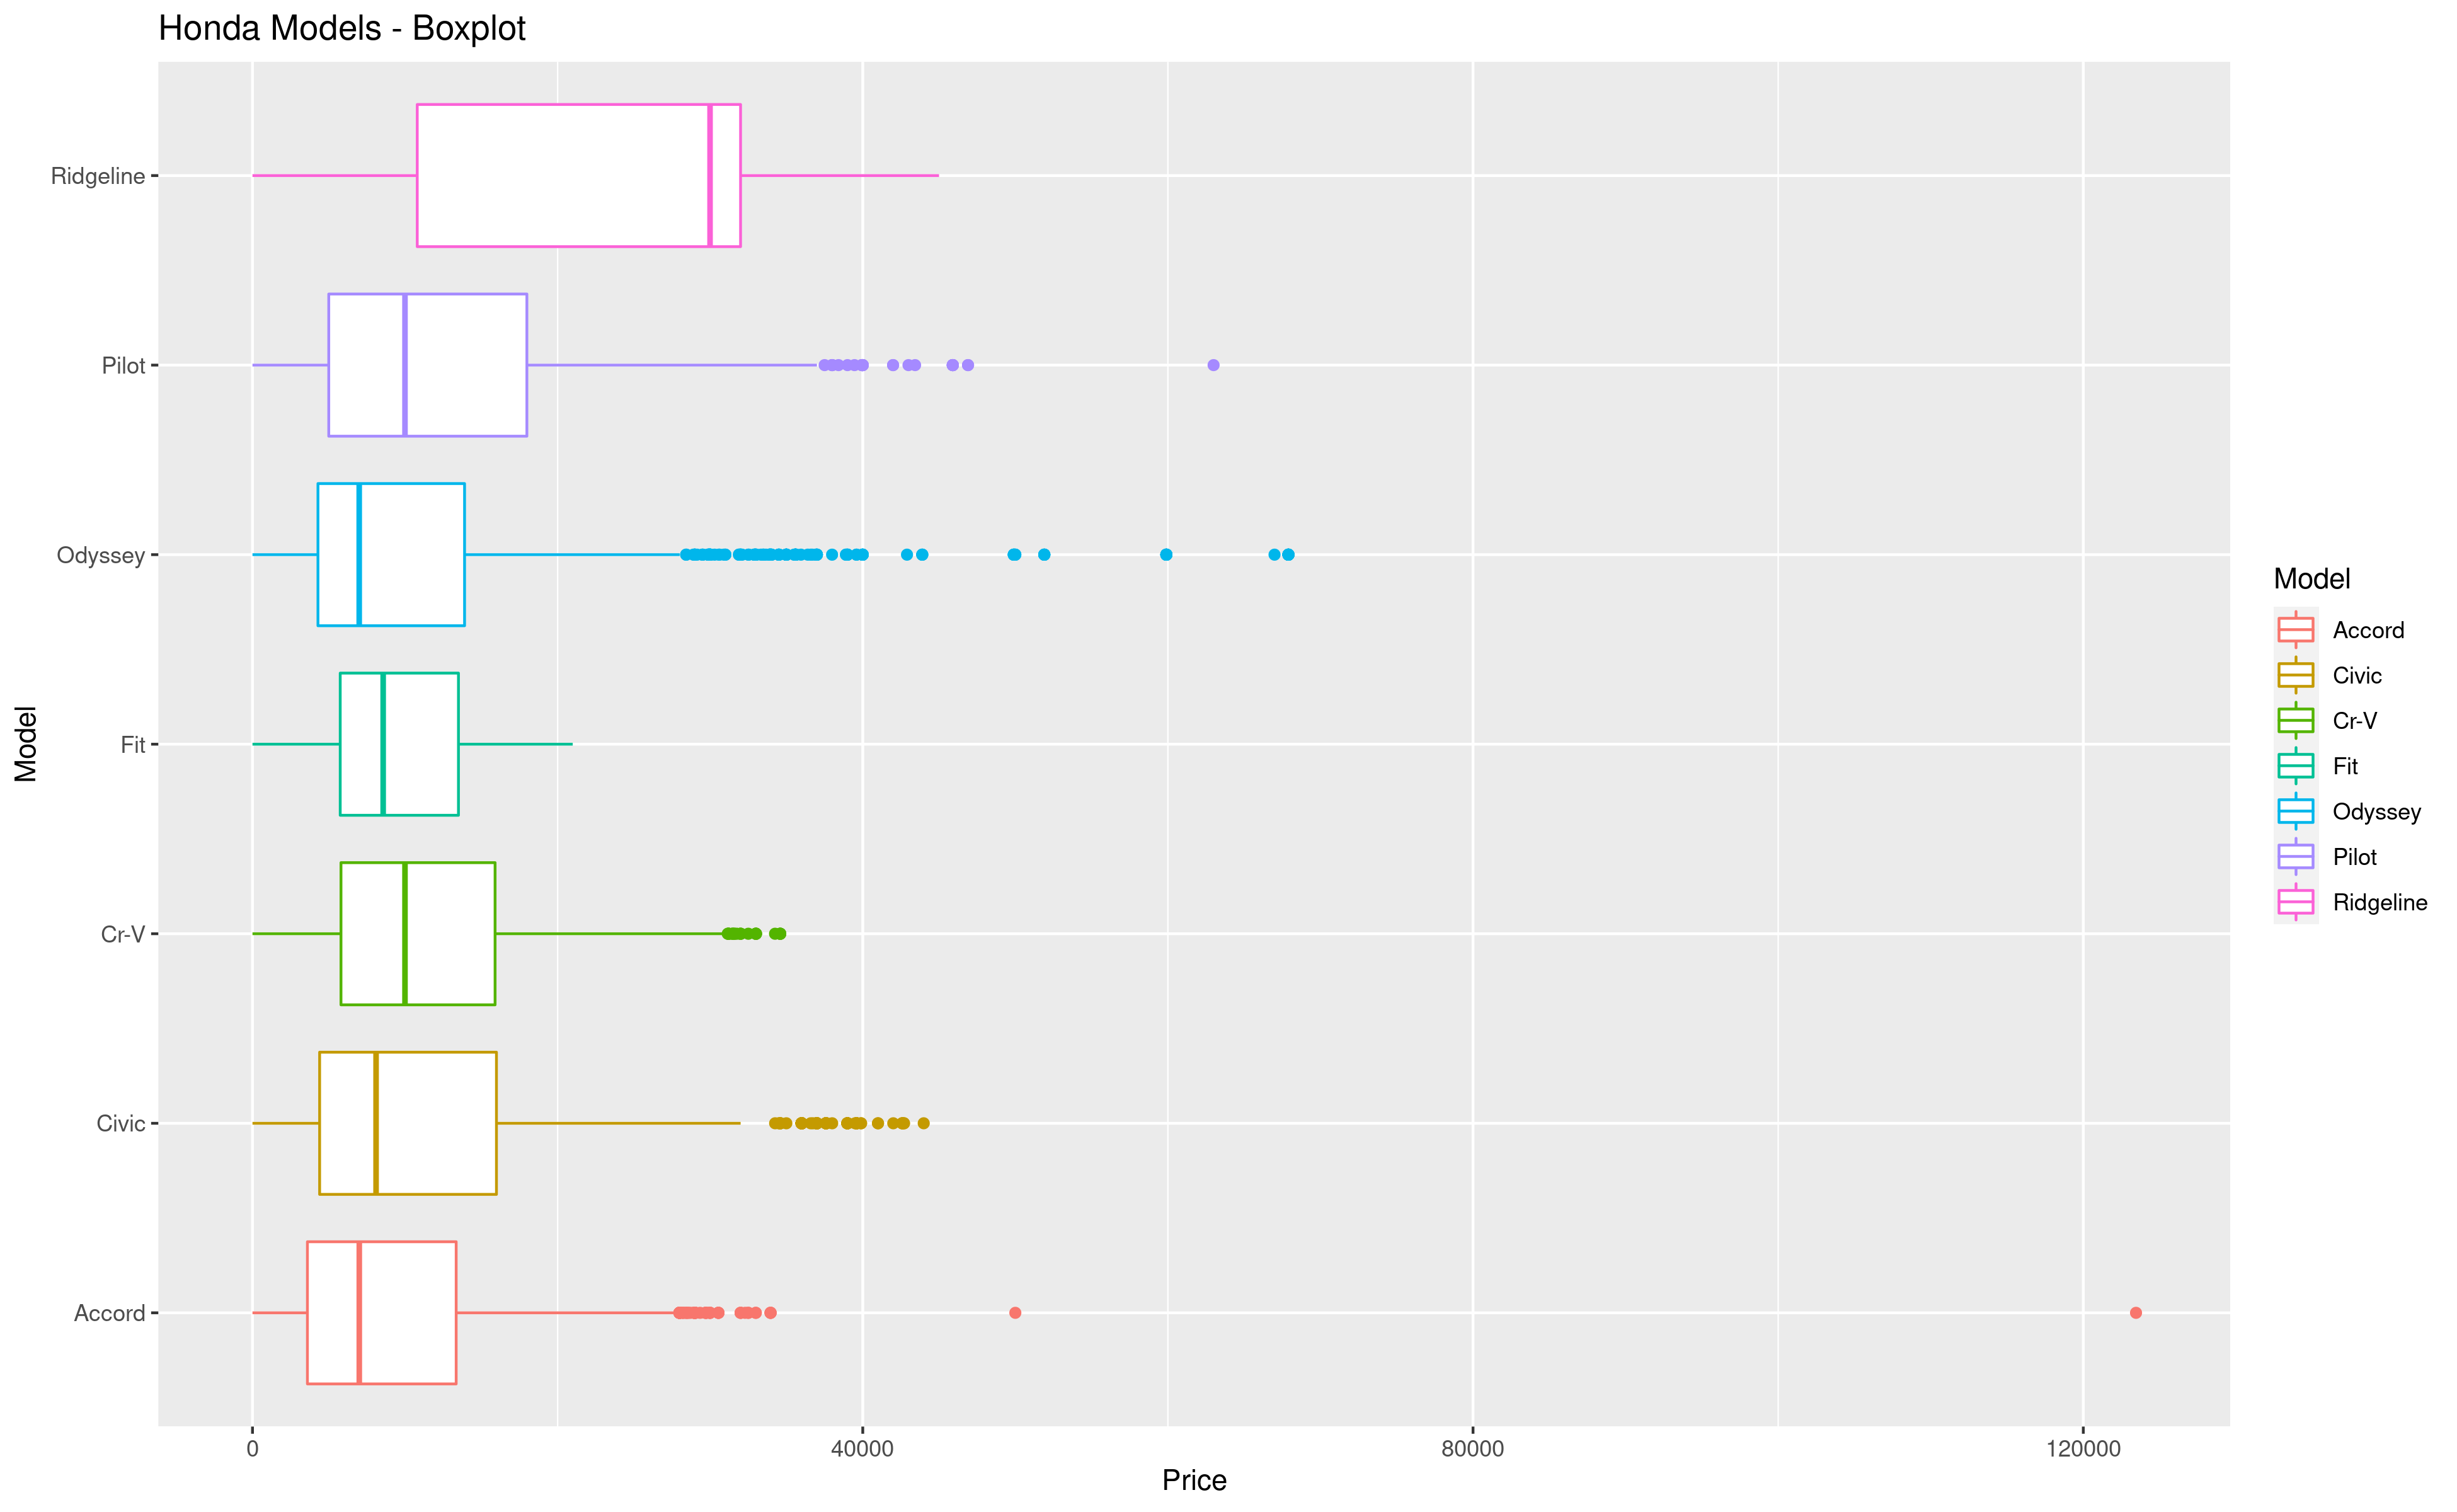 Honda Models - Boxplot
Model
Ridgeline
Pilot
Odyssey
Fit
Cr-V
Civic
Accord
0 40000 80000 120000
Price
Model
Accord
Civic
Cr-V
Fit
Odyssey
Pilot
Ridgeline